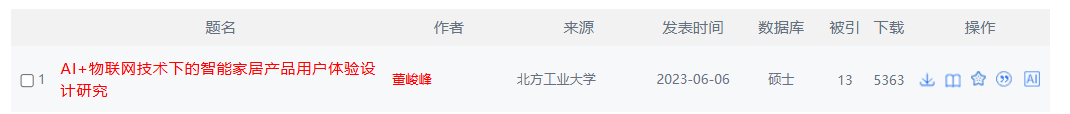 题名 作者 来源 发表时间 数据库 被引 下载 操作
1 AI+物联网技术下的智能家居产品用户体验设
计研究 董峻峰 北方工业大学 2023-06-06 硕士 13 5363 AI